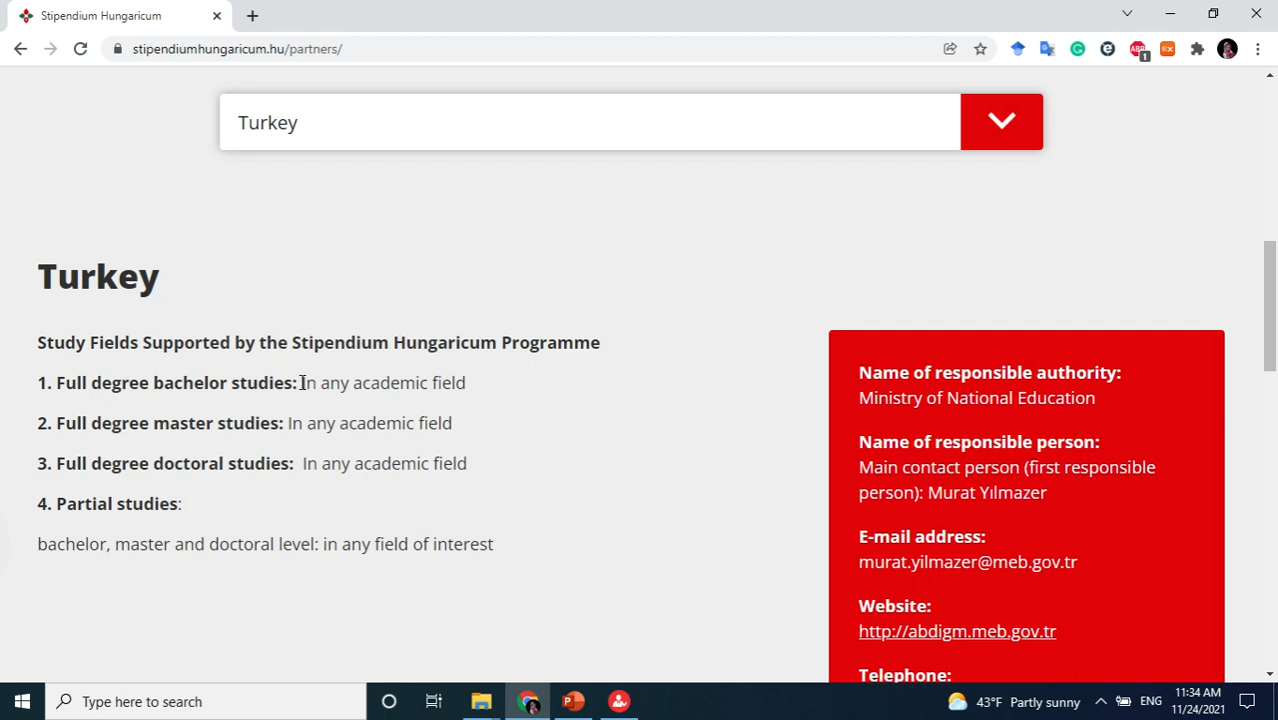 Stipendium Hungaricum
stipendiumhungaricum.hu/partners/
1
Turkey
Turkey
Study Fields Supported by the Stipendium Hungaricum Programme
1. Full degree bachelor studies: In any academic field
2. Full degree master studies: In any academic field
3. Full degree doctoral studies: In any academic field
4. Partial studies:
bachelor, master and doctoral level: in any field of interest
Name of responsible authority:
Ministry of National Education
Name of responsible person:
Main contact person (first responsible
person): Murat Yılmazer
E-mail address:
murat.yilmazer@meb.gov.tr
Website:
http://abdigm.meb.gov.tr
Telephone:
Type here to search
43°F Partly sunny
ENG
11:34 AM
11/24/2021